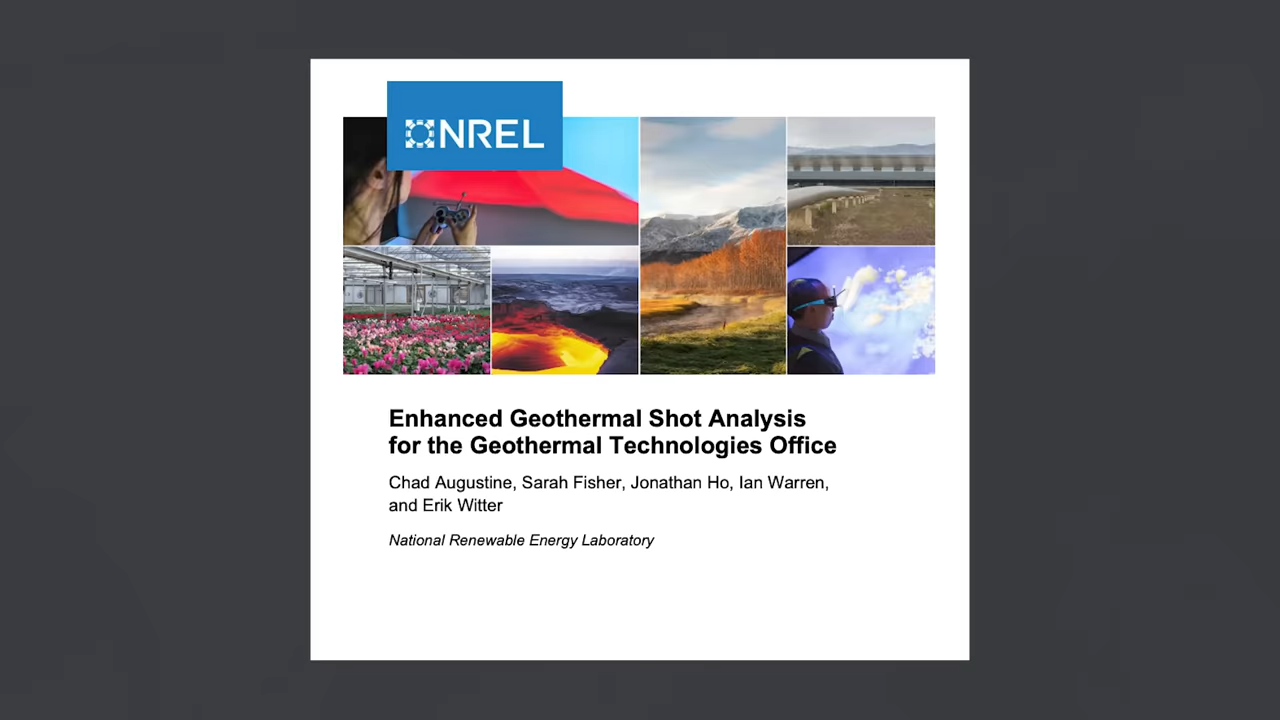 NREL
Enhanced Geothermal Shot Analysis
for the Geothermal Technologies Office
Chad Augustine, Sarah Fisher, Jonathan Ho, Ian Warren,
and Erik Witter
National Renewable Energy Laboratory